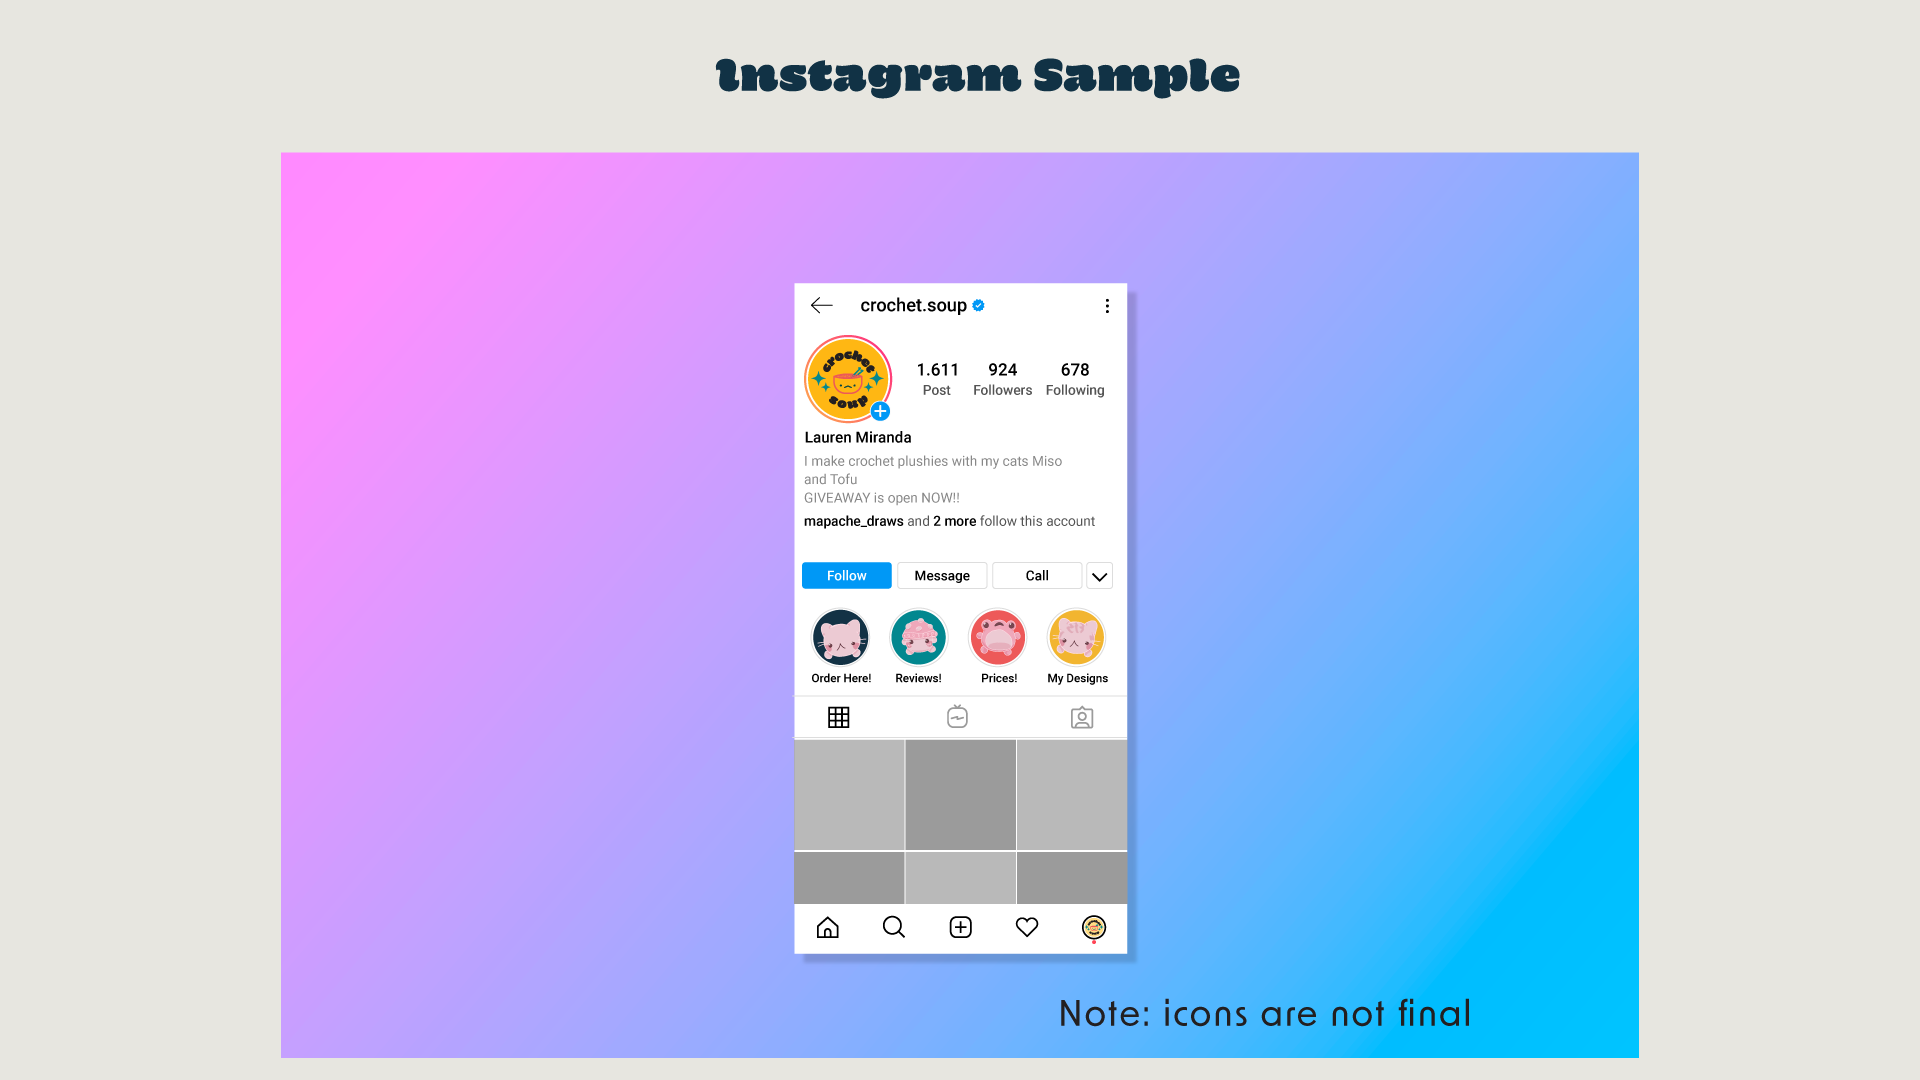 Instagram Sample
crochet.soup
crochet
soup
1.611 924 678
Post Followers Following
Lauren Miranda
I make crochet plushies with my cats Miso
and Tofu
GIVEAWAY is open NOW!!
mapache_draws and 2 more follow this account
Follow Message Call
Order Here! Reviews! Prices! My Designs
Note: icons are not final